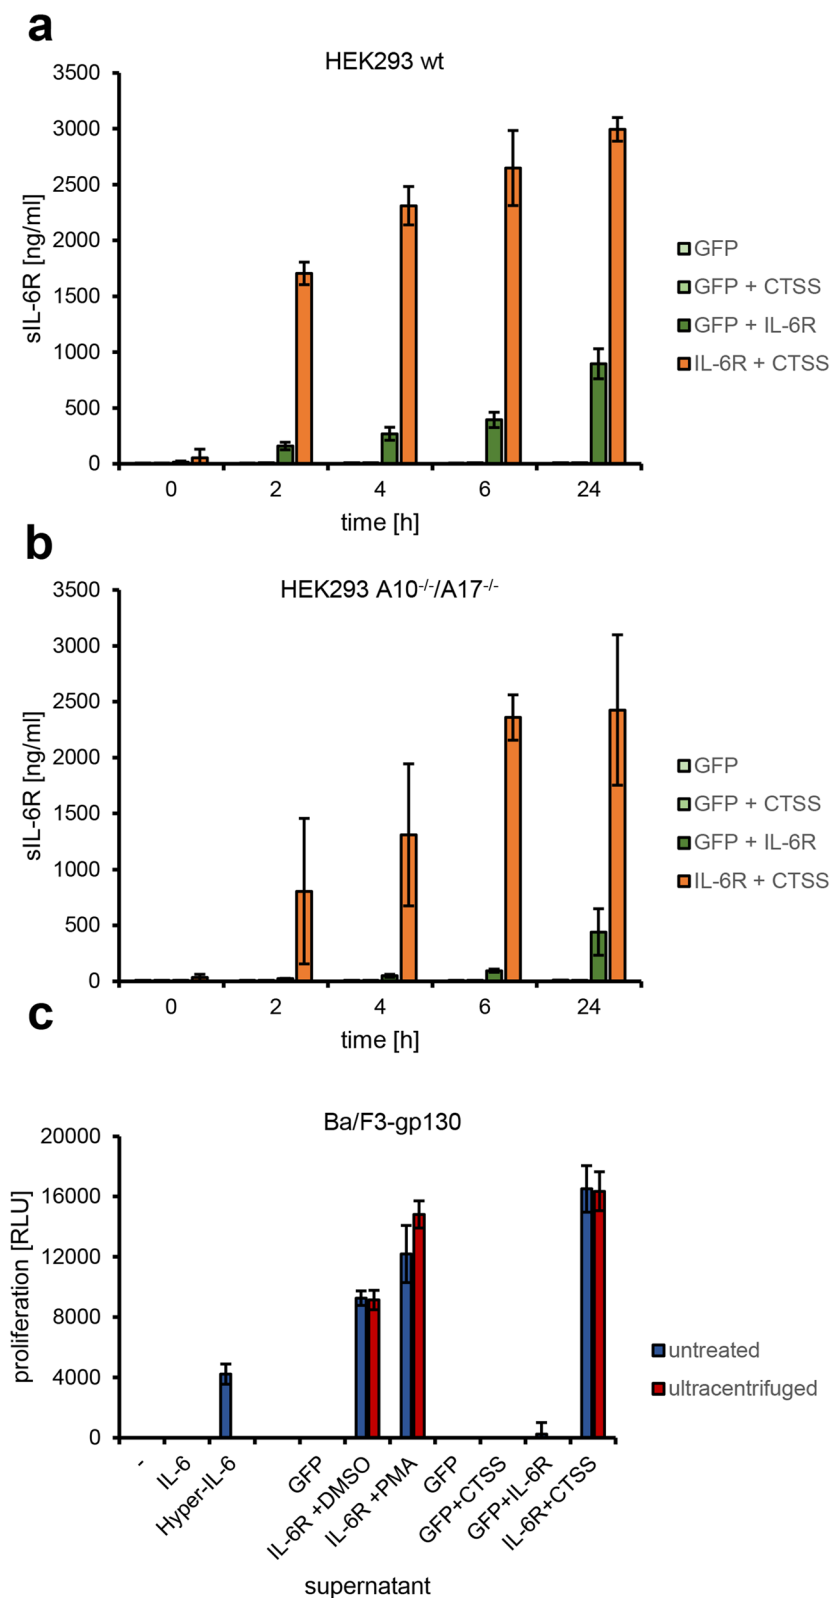 a
HEK293 wt
3500
3000
2500
2000
1500
1000
500
0
sIL-6R [ng/ml]
0 2 4 6 24
time [h]
GFP
GFP + CTSS
GFP + IL-6R
IL-6R + CTSS
b
HEK293 A10-/-/A17-/-
3500
3000
2500
2000
1500
1000
500
0
sIL-6R [ng/ml]
0 2 4 6 24
time [h]
GFP
GFP + CTSS
GFP + IL-6R
IL-6R + CTSS
c
Ba/F3-gp130
20000
16000
12000
8000
4000
0
proliferation [RLU]
-
IL-6
Hyper-IL-6
GFP
IL-6R +DMSO
IL-6R +PMA
GFP
GFP+CTSS
GFP+IL-6R
IL-6R+CTSS
supernatant
untreated
ultracentrifuged